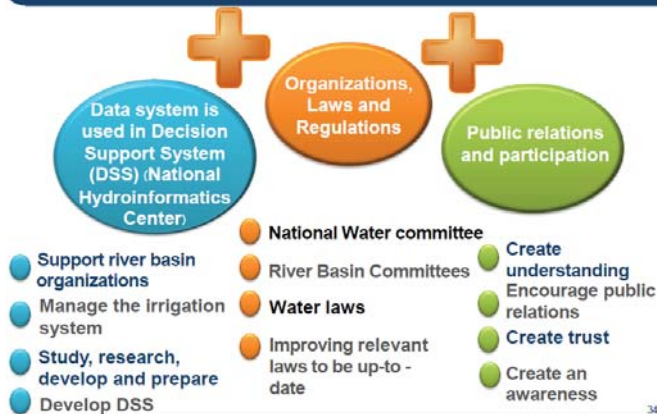 Data system is
used in Decision
Support System
(DSS) (National
Hydroinformatics
Center)
Organizations,
Laws and
Regulations
Public relations
and participation
Support river basin
organizations
Manage the irrigation
system
Study, research,
develop and prepare
Develop DSS
National Water committee
River Basin Committees
Water laws
Improving relevant
laws to be up-to -
date
Create
understanding
Encourage public
relations
Create trust
Create an
awareness